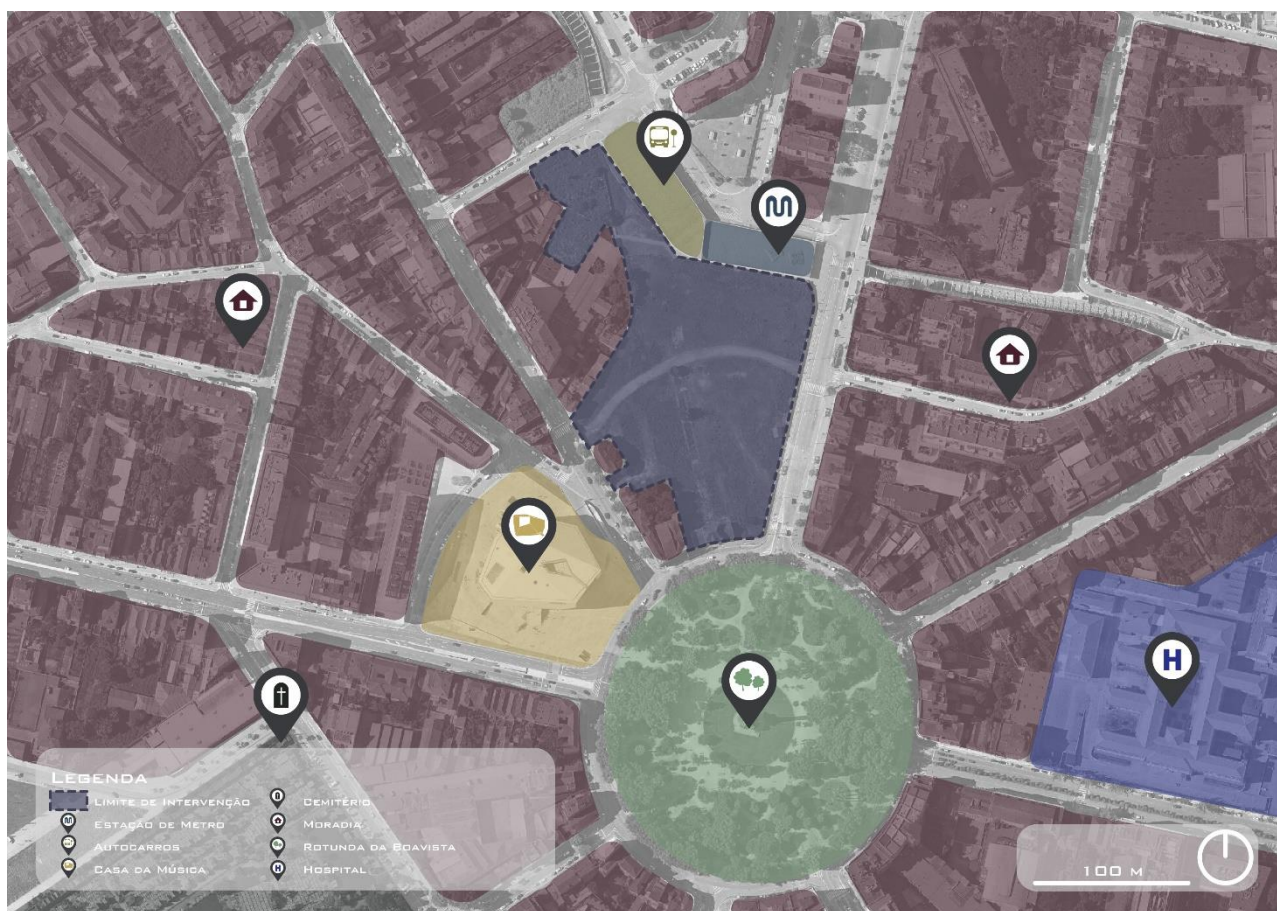 H
LEGENDA
LIMITE DE INTERVENÇÃO
ESTAÇÃO DE METRO
AUTOCARROS
CASA DA MÚSICA
CEMITÉRIO
MORADIA
ROTUNDA DA BOAVISTA
H HOSPITAL
100 M